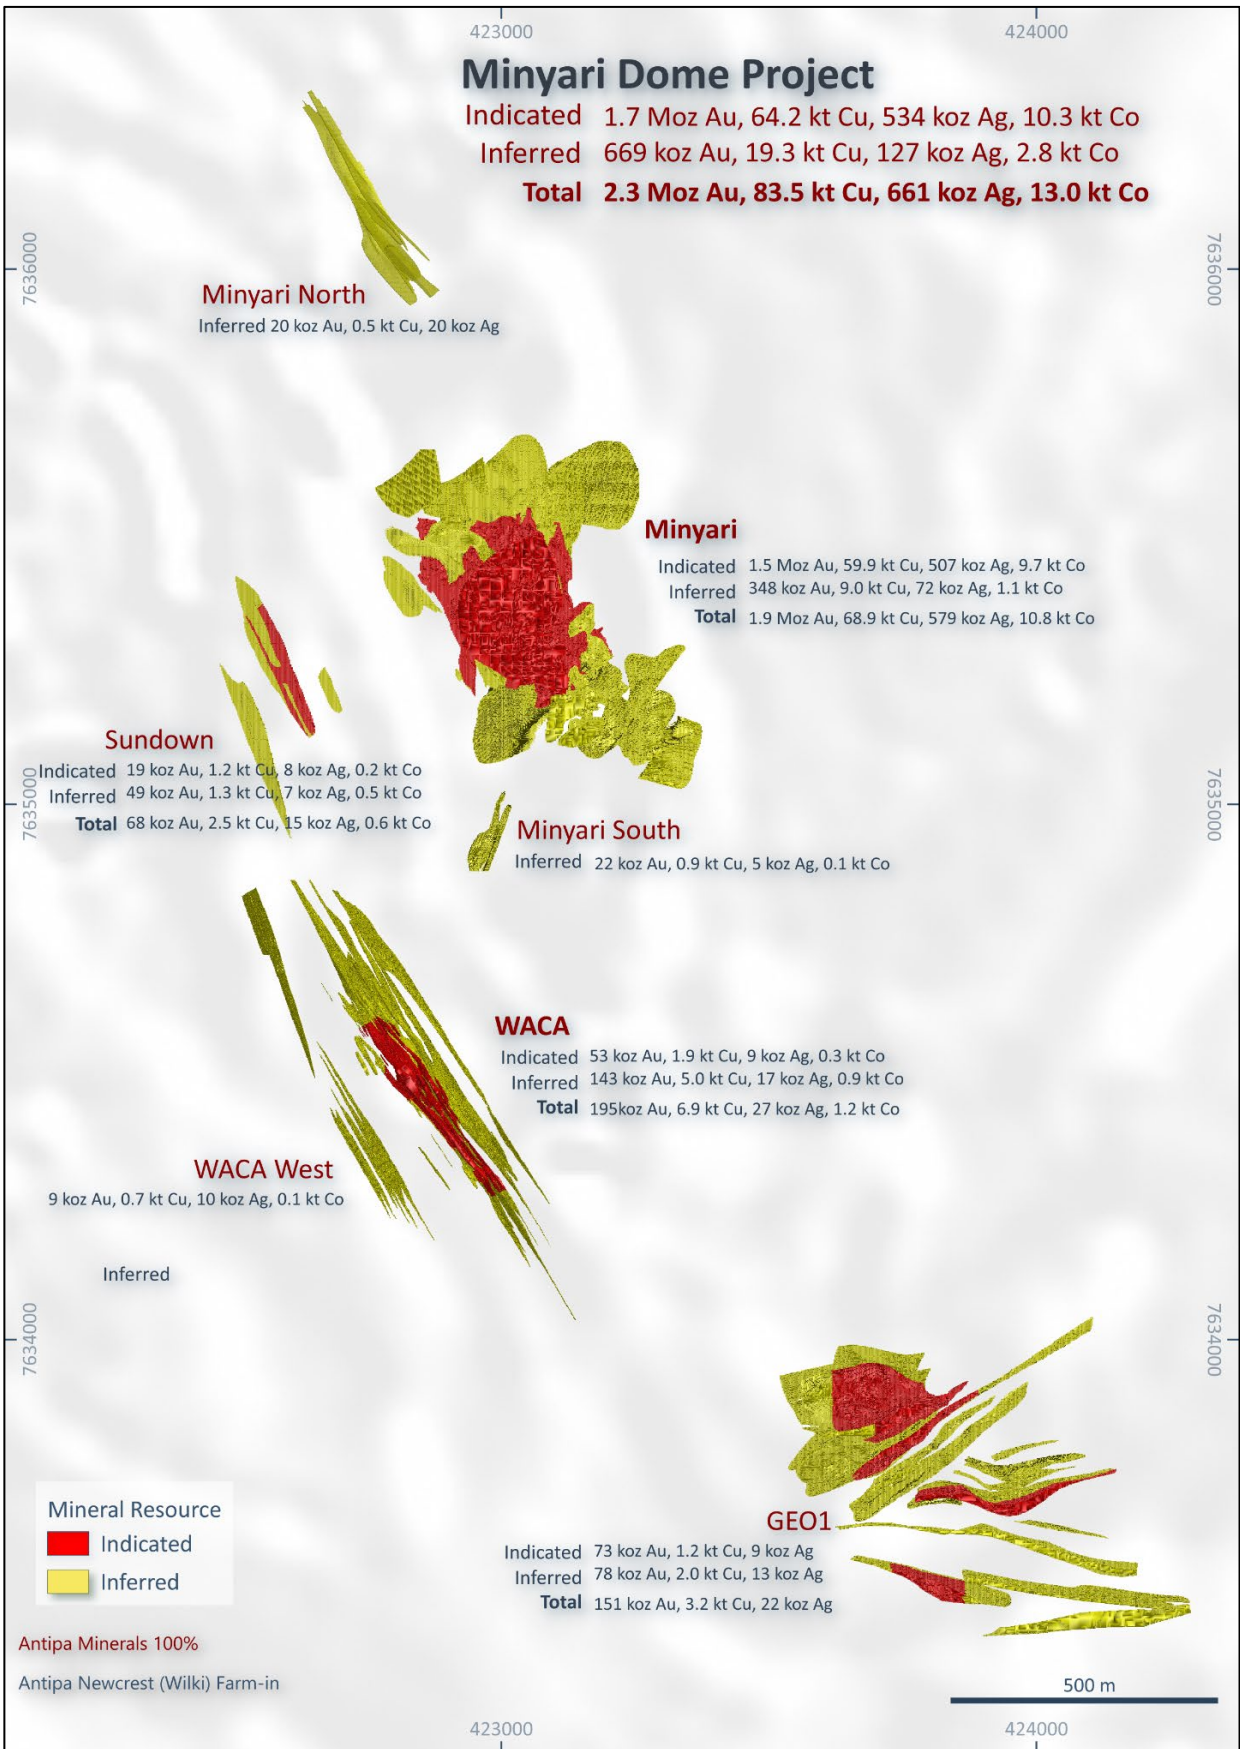 423000
424000
Minyari Dome Project
Indicated 1.7 Moz Au, 64.2 kt Cu, 534 koz Ag, 10.3 kt Co
Inferred 669 koz Au, 19.3 kt Cu, 127 koz Ag, 2.8 kt Co
Total 2.3 Moz Au, 83.5 kt Cu, 661 koz Ag, 13.0 kt Co
7636000
7636000
Minyari North
Inferred 20 koz Au, 0.5 kt Cu, 20 koz Ag
Minyari
Indicated 1.5 Moz Au, 59.9 kt Cu, 507 koz Ag, 9.7 kt Co
Inferred 348 koz Au, 9.0 kt Cu, 72 koz Ag, 1.1 kt Co
Total 1.9 Moz Au, 68.9 kt Cu, 579 koz Ag, 10.8 kt Co
Sundown
Indicated 19 koz Au, 1.2 kt Cu, 8 koz Ag, 0.2 kt Co
Inferred 49 koz Au, 1.3 kt Cu, 7 koz Ag, 0.5 kt Co
Total 68 koz Au, 2.5 kt Cu, 15 koz Ag, 0.6 kt Co
7635000
7635000
Minyari South
Inferred 22 koz Au, 0.9 kt Cu, 5 koz Ag, 0.1 kt Co
WACA
Indicated 53 koz Au, 1.9 kt Cu, 9 koz Ag, 0.3 kt Co
Inferred 143 koz Au, 5.0 kt Cu, 17 koz Ag, 0.9 kt Co
Total 195koz Au, 6.9 kt Cu, 27 koz Ag, 1.2 kt Co
WACA West
9 koz Au, 0.7 kt Cu, 10 koz Ag, 0.1 kt Co
Inferred
7634000
7634000
GEO1
Indicated 73 koz Au, 1.2 kt Cu, 9 koz Ag
Inferred 78 koz Au, 2.0 kt Cu, 13 koz Ag
Total 151 koz Au, 3.2 kt Cu, 22 koz Ag
Mineral Resource
Indicated
Inferred
Antipa Minerals 100%
Antipa Newcrest (Wilki) Farm-in
500 m
423000
424000